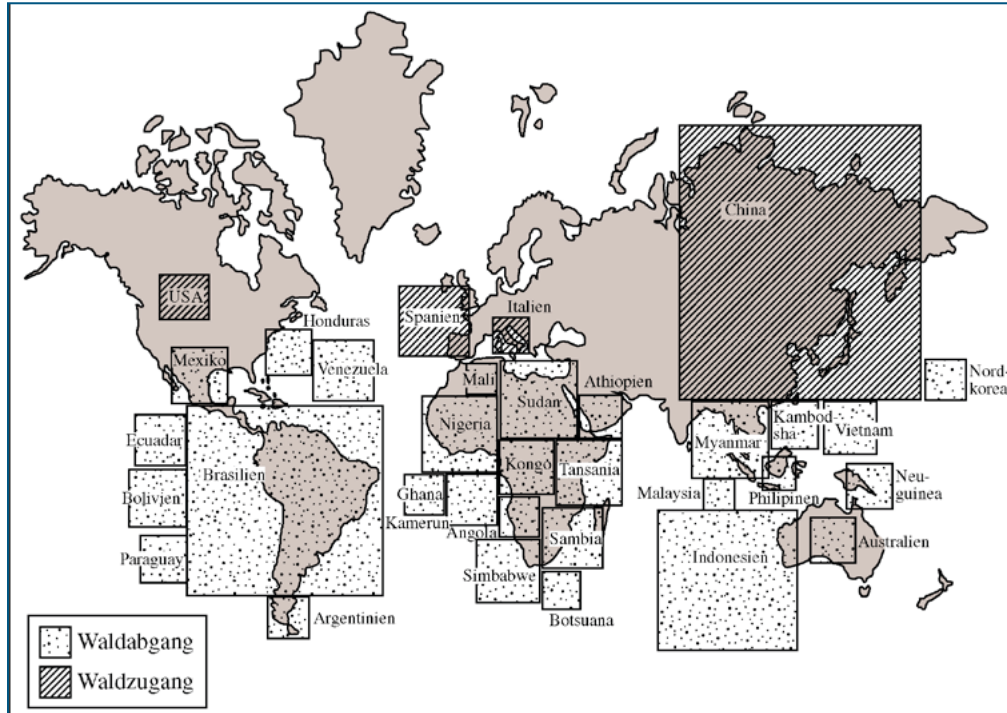 China
USA
Spanien
Italien
Honduras
Mexiko
Venezuela
Mali
Sudan
Äthiopien
Nord-
korea
Nigeria
Ecuadar
Brasilien
Kongo
Tansania
Myanmar
Kambod
sha
Vietnam
Bolivien
Ghana
Kamerun
Angola
Malaysia
Philipinen
Neu-
guinea
Paraguay
Sambia
Simbabwe
Indonesien
Australien
Argentinien
Botsuana
Waldabgang
Waldzugang